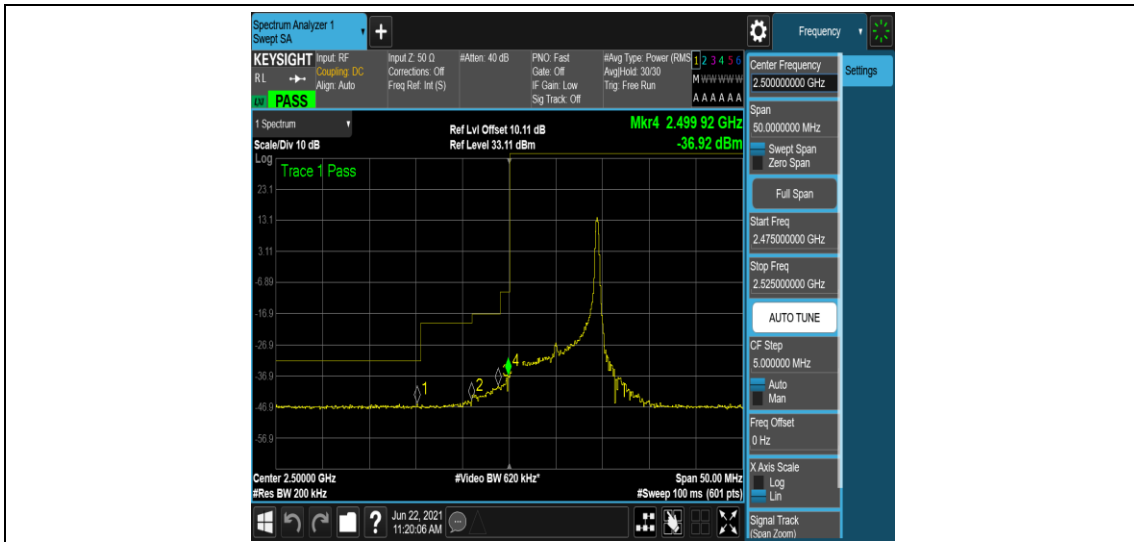 Spectrum Analyzer 1
Swept SA
Frequency
KEYSIGHT
RL
PASS
Input: RF
Coupling: DC
Align: Auto
Input Z: 50 Ω
Corrections: Off
Freq Ref: Int (S)
#Atten: 40 dB
PNO: Fast
Gate: Off
IF Gain: Low
Sig Track: Off
#Avg Type: Power (RMS
Avg|Hold: 30/30
Trig: Free Run
1 2 3 4 5 6
M W W W W W
A A A A A A
1 Spectrum
Scale/Div 10 dB
Ref Lvl Offset 10.11 dB
Ref Level 33.11 dBm
Mkr4 2.499 92 GHz
-36.92 dBm
Log
Trace 1 Pass
23.1
13.1
3.11
-6.89
-16.9
-26.9
-36.9
-46.9
-56.9
1
2
4
Center 2.50000 GHz
#Res BW 200 kHz
#Video BW 620 kHz*
Span 50.00 MHz
#Sweep 100 ms (601 pts)
Jun 22, 2021
11:20:06 AM
Center Frequency
2.500000000 GHz
Settings
Span
50.0000000 MHz
Swept Span
Zero Span
Full Span
Start Freq
2.475000000 GHz
Stop Freq
2.525000000 GHz
AUTO TUNE
CF Step
5.000000 MHz
Auto
Man
Freq Offset
0 Hz
X Axis Scale
Log
Lin
Signal Track
(Span Zoom)